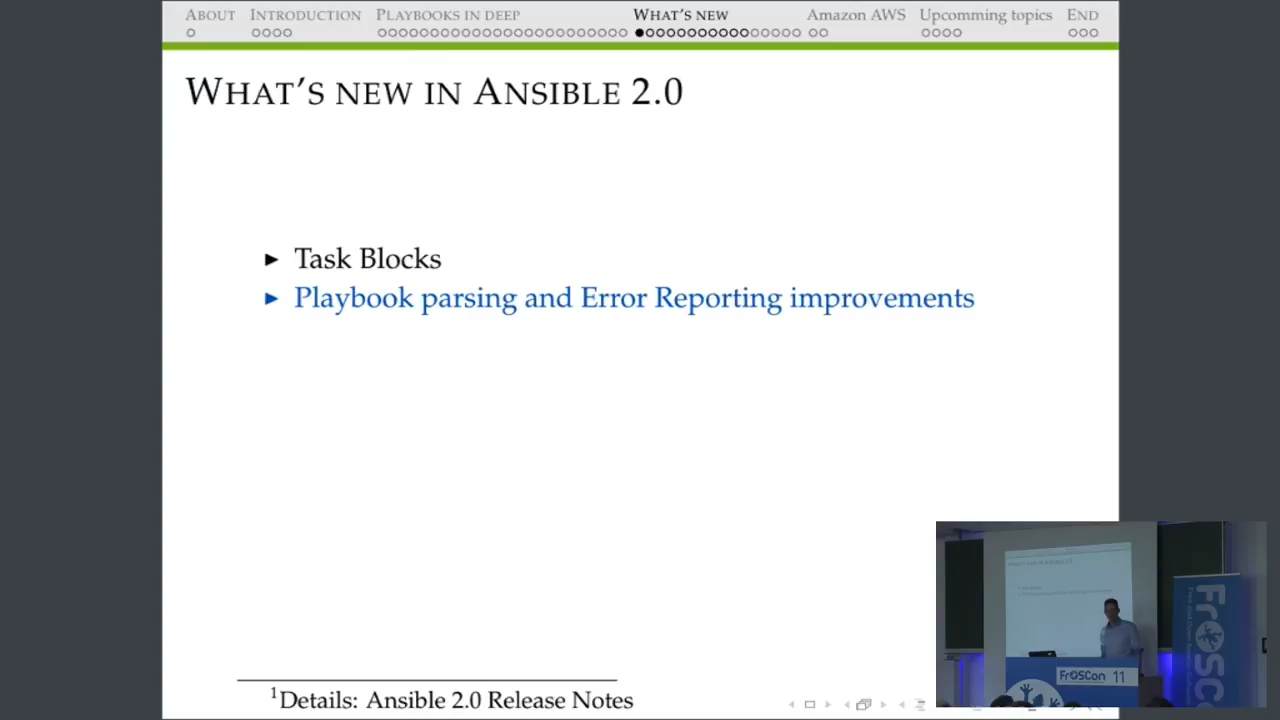 ABOUT INTRODUCTION PLAYBOOKS IN DEEP WHAT'S NEW Amazon AWS Upcomming topics END
WHAT'S NEW IN ANSIBLE 2.0
Task Blocks
Playbook parsing and Error Reporting improvements
1Details: Ansible 2.0 Release Notes
FrOSCon 11
FrOSC